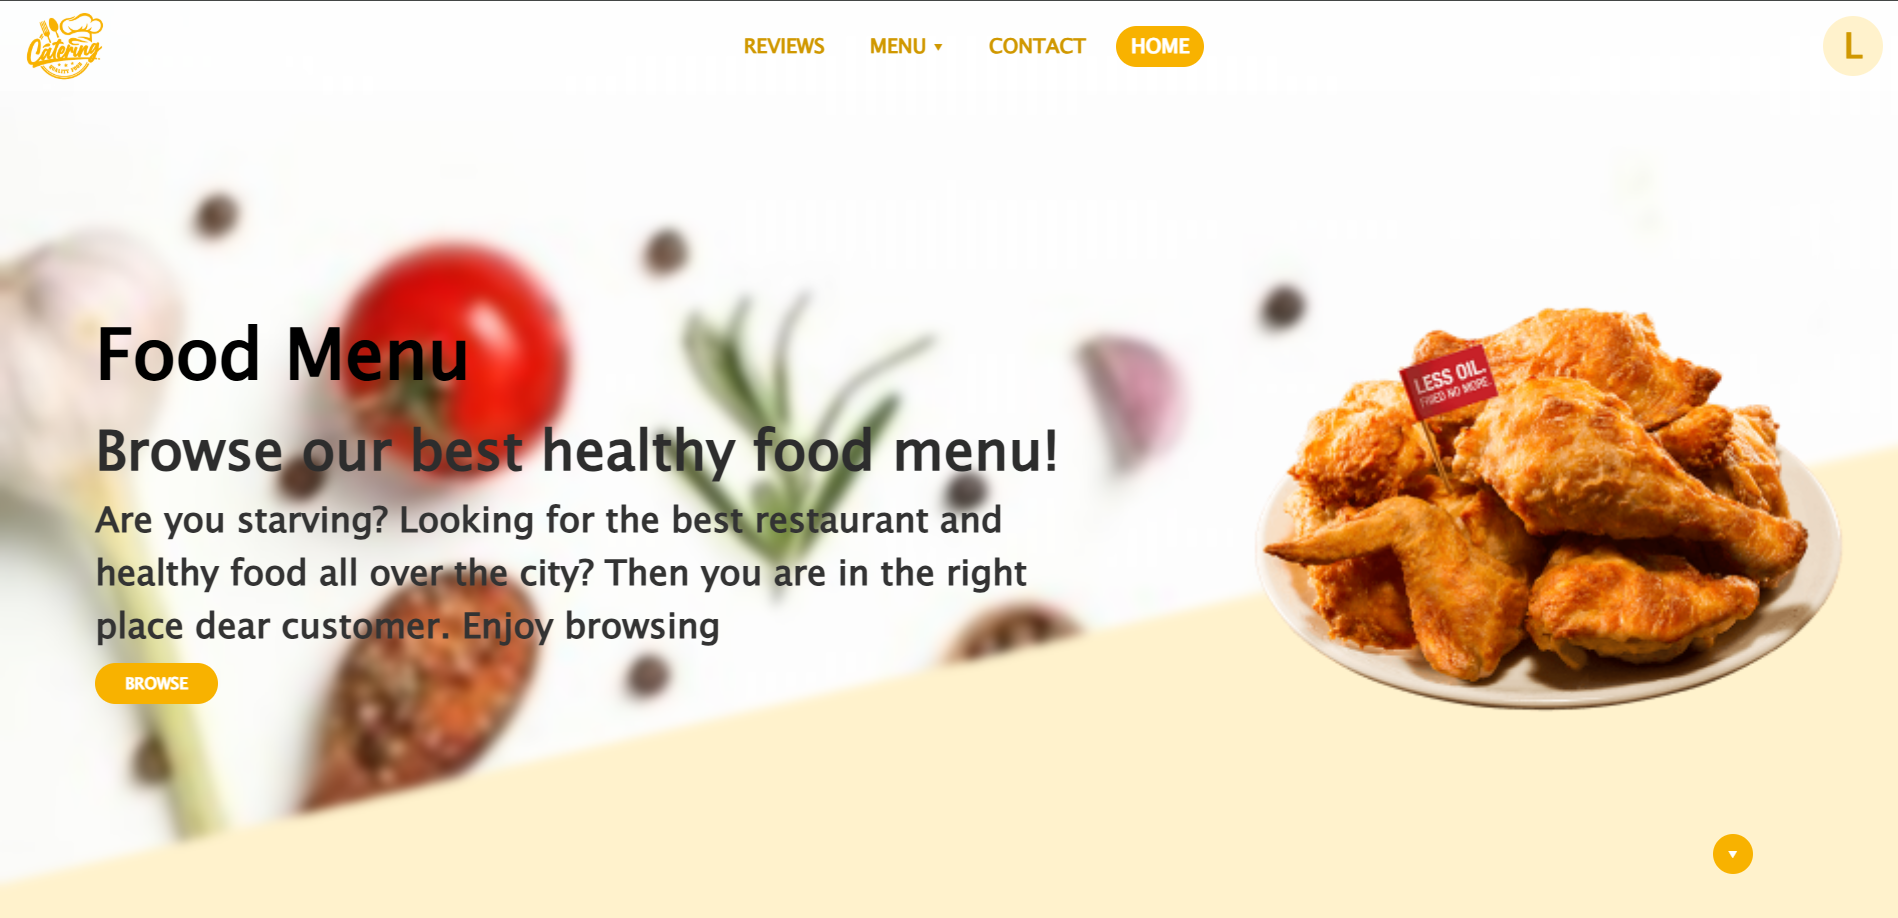 Catering
QUALITY FOOD
REVIEWS
MENU ▼
CONTACT
HOME
L
Food Menu
Browse our best healthy food menu!
Are you starving? Looking for the best restaurant and
healthy food all over the city? Then you are in the right
place dear customer. Enjoy browsing
BROWSE
LESS OIL.
FRIED NO MORE.